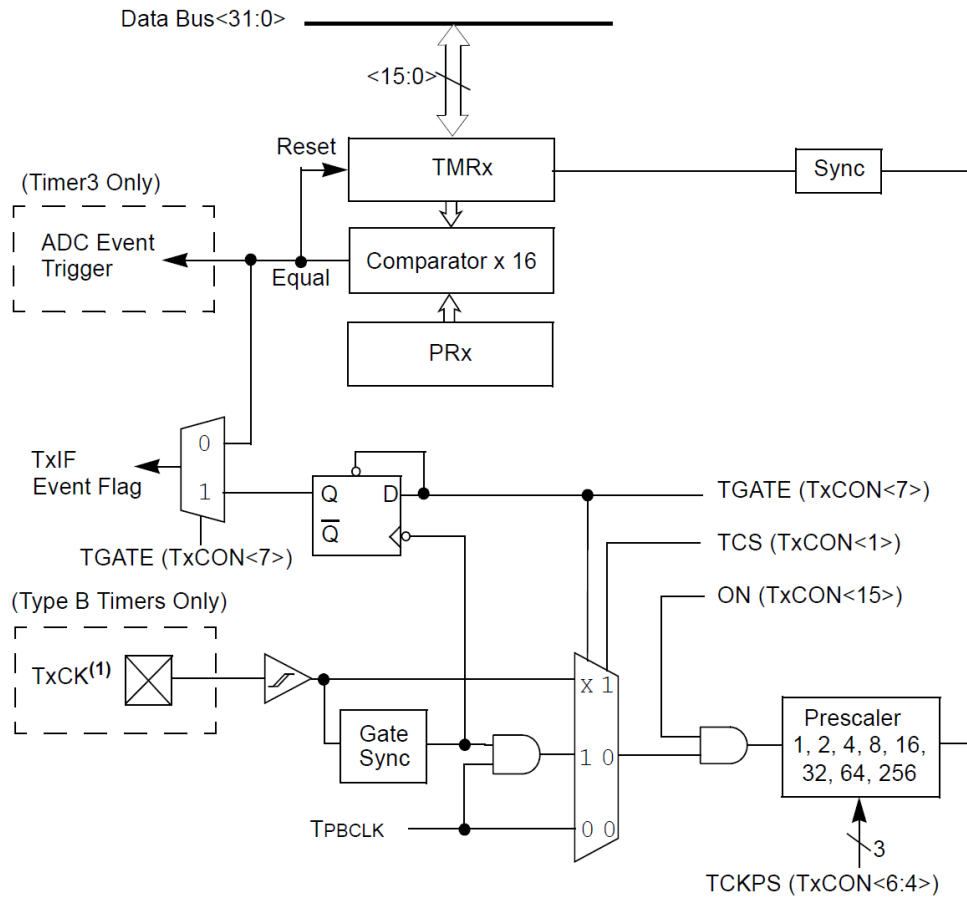 Data Bus<31:0>
<15:0>
Reset
TMRx
Sync
(Timer3 Only)
ADC Event
Trigger
Equal
Comparator x 16
PRx
0
1
TxIF
Event Flag
Q
D
Q
TGATE (TxCON<7>)
TGATE (TxCON<7>)
TCS (TxCON<1>)
ON (TxCON<15>)
(Type B Timers Only)
TxCK(1)
x 1
Gate
Sync
1 0
Prescaler
1, 2, 4, 8, 16,
32, 64, 256
TPBCLK
0 0
3
TCKPS (TxCON<6:4>)